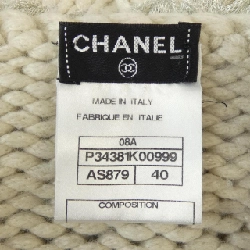 CHANEL
MADE IN ITALY
FABRIQUE EN ITALIE
08A
P34381K00999
AS879 40
COMPOSITION